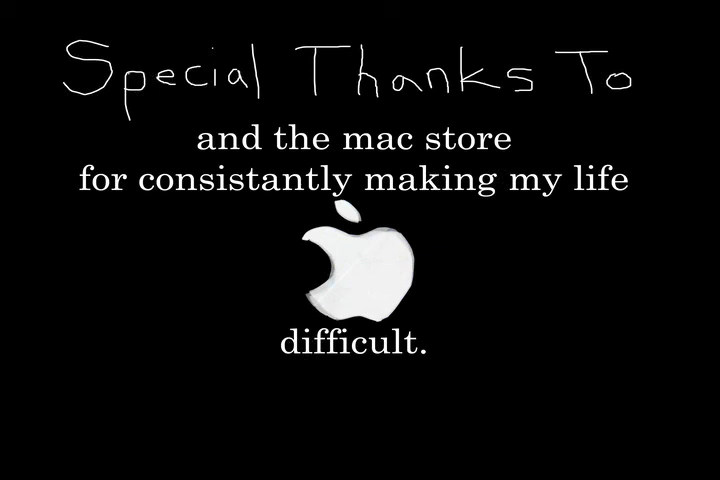 Special Thanks To
and the mac store
for consistantly making my life
difficult.